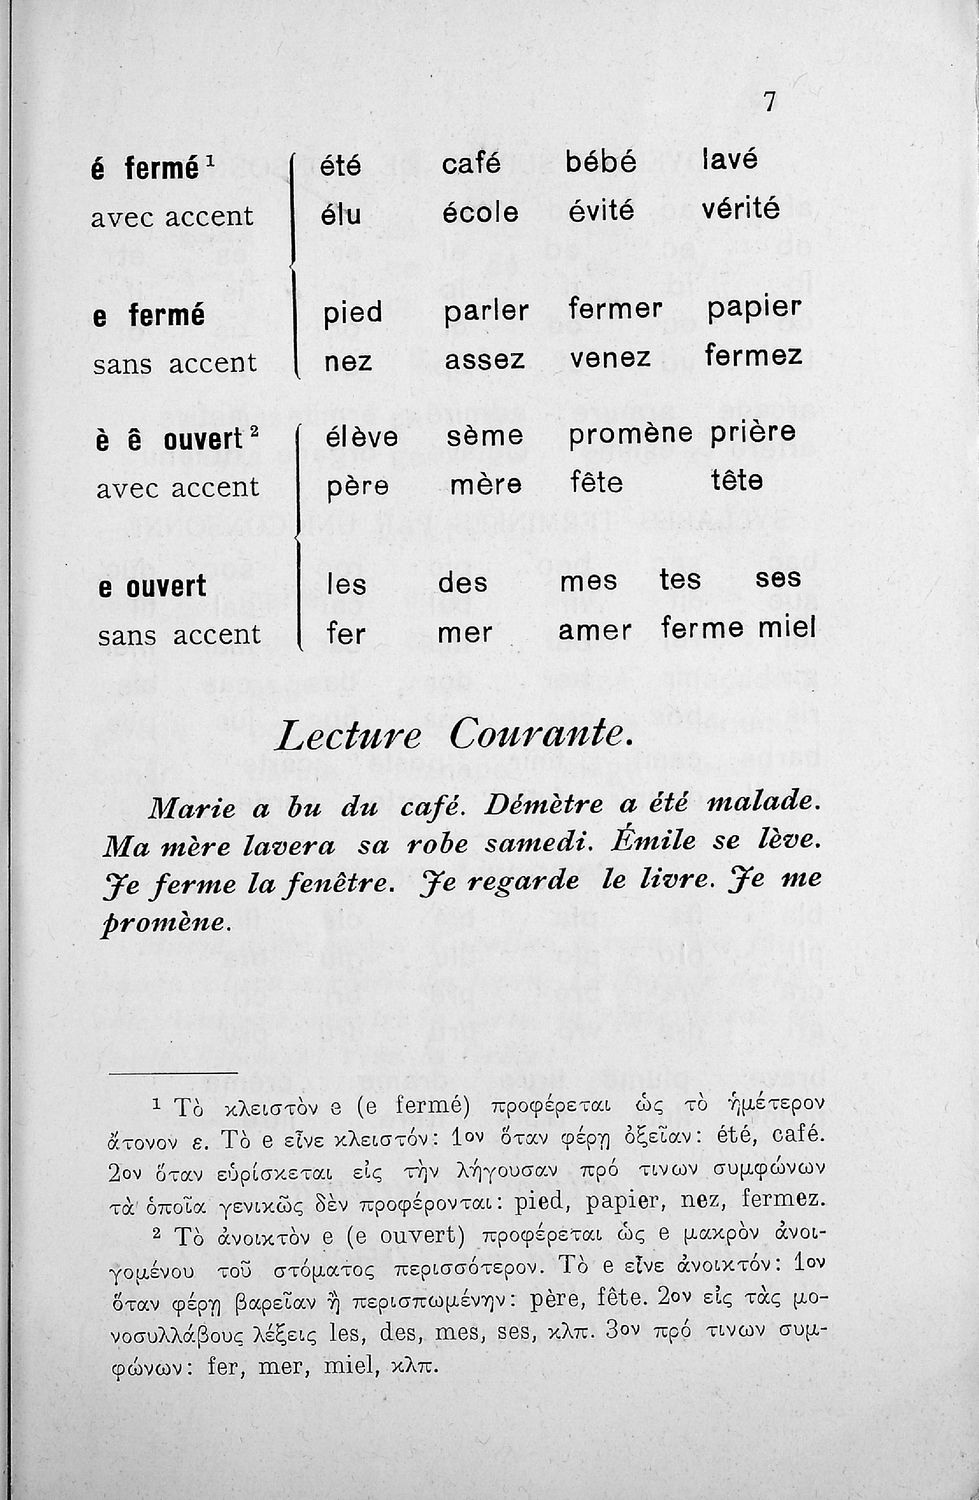 7
é fermé¹ été café bébé lavé
avec accent élu école évité vérité
e fermé pied parler fermer papier
sans accent nez assez venez fermez
è ê ouvert² élève sème promène prière
avec accent père mère fête tête
e ouvert les des mes tes ses
sans accent fer mer amer ferme miel
Lecture Courante.
Marie a bu du café. Démètre a été malade.
Ma mère lavera sa robe samedi. Émile se lève.
Je ferme la fenêtre. Je regarde le livre. Je me
promène.
¹ Τὸ κλειστὸν e (e fermé) προφέρεται ὡς τὸ ἡμέτερον
ἄτονον ε. Τὸ e εἶνε κλειστόν: 1ον ὅταν φέρῃ ὀξεῖαν: été, café.
2ον ὅταν εὑρίσκεται εἰς τὴν λήγουσαν πρό τινων συμφώνων
τὰ ὁποῖα γενικῶς δὲν προφέρονται: pied, papier, nez, fermez.
² Τὸ ἀνοικτὸν e (e ouvert) προφέρεται ὡς e μακρὸν ἀνοι-
γομένου τοῦ στόματος περισσότερον. Τὸ e εἶνε ἀνοικτόν: 1ον
ὅταν φέρῃ βαρεῖαν ἢ περισπωμένην: père, fête. 2ον εἰς τὰς μο-
νοσυλλάβους λέξεις les, des, mes, ses, κλπ. 3ον πρό τινων συμ-
φώνων: fer, mer, miel, κλπ.